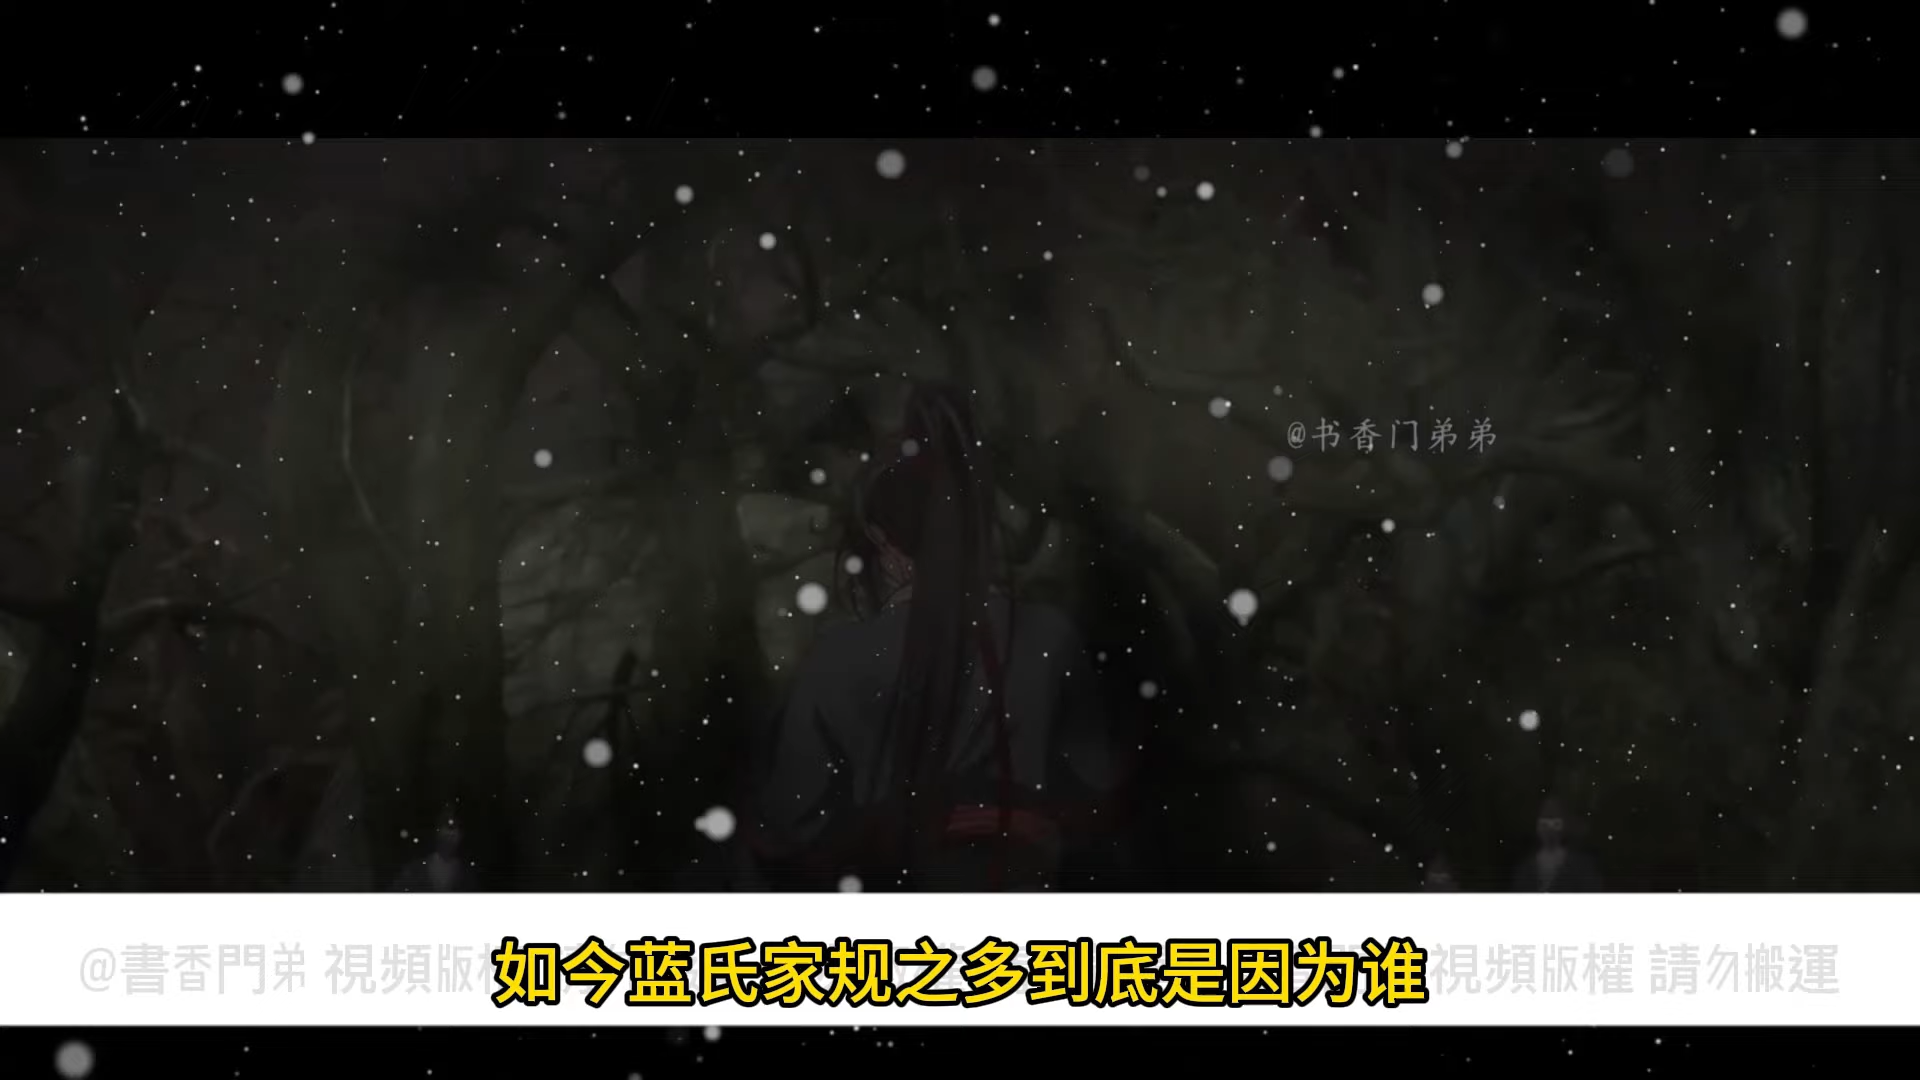 @书香门弟弟
@書香門弟 視頻版權
如今蓝氏家规之多到底是因为谁
視頻版權 請勿搬運